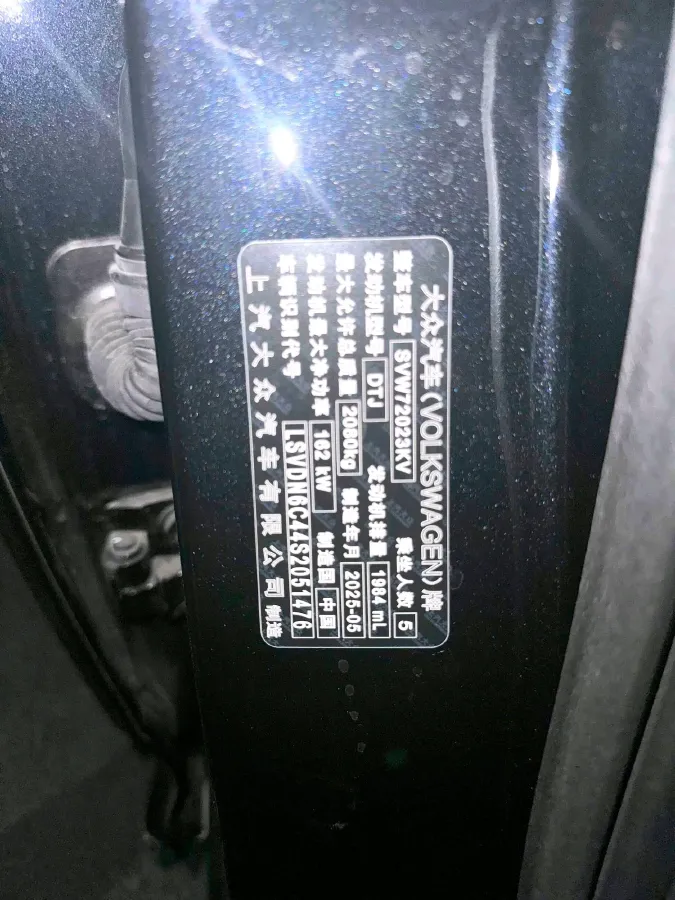 大众汽车(VOLKSWAGEN)牌
整车型号 SVW72023KV 乘坐人数 5
发动机型号 DTJ 发动机排量 1984 mL
最大允许总质量 2080kg 制造年月 2025-05
发动机最大净功率 162 kW 制造国 中国
车辆识别代号 LSVDN6C44S2051476
上汽大众汽车有限公司 制造